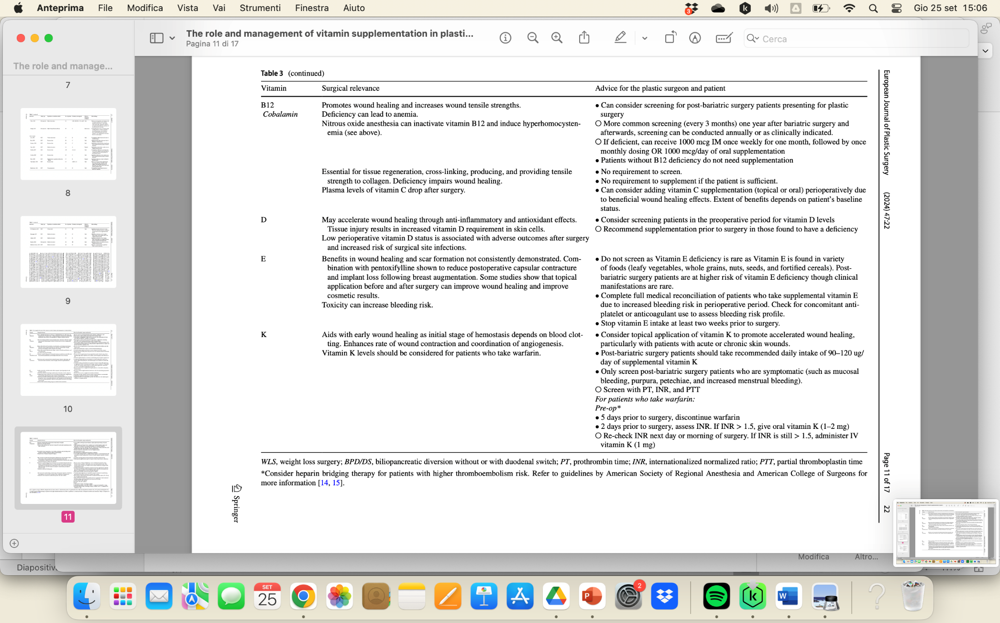 Anteprima File Modifica Vista Vai Strumenti Finestra Aiuto
3
Gio 25 set 15:06
The role and management of vitamin supplementation in plasti...
Pagina 11 di 17
Cerca
The role and manage...
7
8
9
10
11
Table 3 (continued)
Vitamin Surgical relevance Advice for the plastic surgeon and patient
B12
Cobalamin
Promotes wound healing and increases wound tensile strengths.
Deficiency can lead to anemia.
Nitrous oxide anesthesia can inactivate vitamin B12 and induce hyperhomocysten-
emia (see above).
● Can consider screening for post-bariatric surgery patients presenting for plastic
surgery
○ More common screening (every 3 months) one year after bariatric surgery and
afterwards, screening can be conducted annually or as clinically indicated.
○ If deficient, can receive 1000 mcg IM once weekly for one month, followed by once
monthly dosing OR 1000 mcg/day of oral supplementation
● Patients without B12 deficiency do not need supplementation
Essential for tissue regeneration, cross-linking, producing, and providing tensile
strength to collagen. Deficiency impairs wound healing.
Plasma levels of vitamin C drop after surgery.
● No requirement to screen.
● No requirement to supplement if the patient is sufficient.
● Can consider adding vitamin C supplementation (topical or oral) perioperatively due
to beneficial wound healing effects. Extent of benefits depends on patient's baseline
status.
D
May accelerate wound healing through anti-inflammatory and antioxidant effects.
Tissue injury results in increased vitamin D requirement in skin cells.
Low perioperative vitamin D status is associated with adverse outcomes after surgery
and increased risk of surgical site infections.
● Consider screening patients in the preoperative period for vitamin D levels
○ Recommend supplementation prior to surgery in those found to have a deficiency
E
Benefits in wound healing and scar formation not consistently demonstrated. Com-
bination with pentoxifylline shown to reduce postoperative capsular contracture
and implant loss following breast augmentation. Some studies show that topical
application before and after surgery can improve wound healing and improve
cosmetic results.
Toxicity can increase bleeding risk.
● Do not screen as Vitamin E deficiency is rare as Vitamin E is found in variety
of foods (leafy vegetables, whole grains, nuts, seeds, and fortified cereals). Post-
bariatric surgery patients are at higher risk of vitamin E deficiency though clinical
manifestations are rare.
● Complete full medical reconciliation of patients who take supplemental vitamin E
due to increased bleeding risk in perioperative period. Check for concomitant anti-
platelet or anticoagulant use to assess bleeding risk profile.
● Stop vitamin E intake at least two weeks prior to surgery.
K
Aids with early wound healing as initial stage of hemostasis depends on blood clot-
ting. Enhances rate of wound contraction and coordination of angiogenesis.
Vitamin K levels should be considered for patients who take warfarin.
● Consider topical application of vitamin K to promote accelerated wound healing,
particularly with patients with acute or chronic skin wounds.
● Post-bariatric surgery patients should take recommended daily intake of 90–120 ug/
day of supplemental vitamin K
● Only screen post-bariatric surgery patients who are symptomatic (such as mucosal
bleeding, purpura, petechiae, and increased menstrual bleeding).
○ Screen with PT, INR, and PTT
For patients who take warfarin:
Pre-op*
● 5 days prior to surgery, discontinue warfarin
● 2 days prior to surgery, assess INR. If INR > 1.5, give oral vitamin K (1–2 mg)
○ Re-check INR next day or morning of surgery. If INR is still > 1.5, administer IV
vitamin K (1 mg)
WLS, weight loss surgery; BPD/DS, biliopancreatic diversion without or with duodenal switch; PT, prothrombin time; INR, internationalized normalized ratio; PTT, partial thromboplastin time
*Consider heparin bridging therapy for patients with higher thromboembolism risk. Refer to guidelines by American Society of Regional Anesthesia and American College of Surgeons for
more information [14, 15].
European Journal of Plastic Surgery (2024) 47:22
Page 11 of 17 22
Springer
Modifica Altro...
Diapositiv
SET
25
2